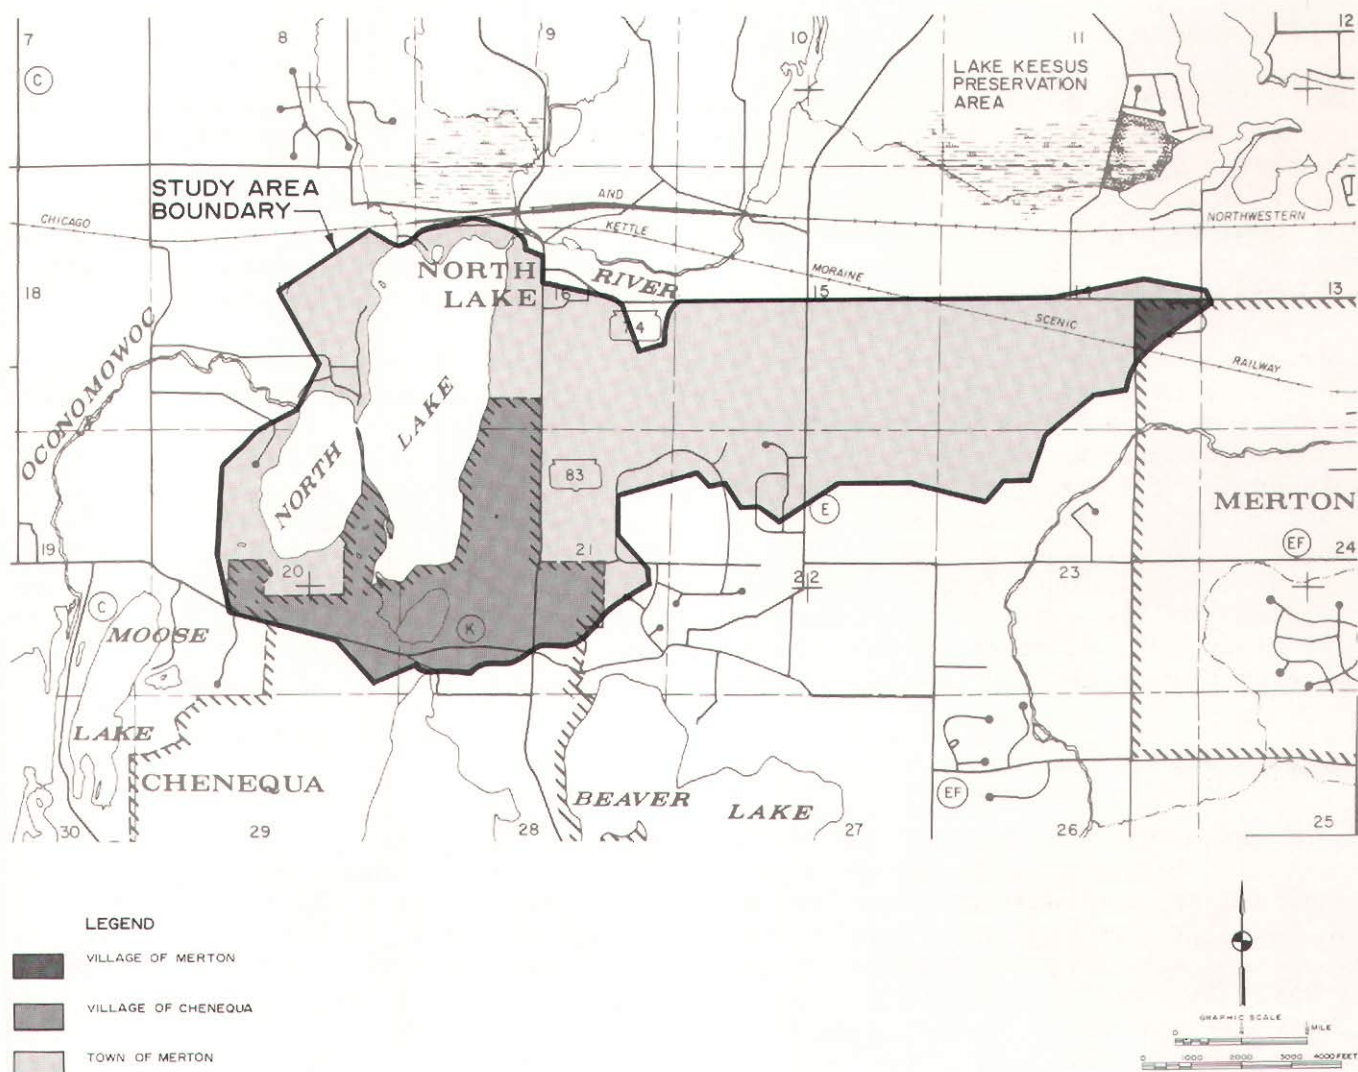 7
8
9
10
11
12
C
LAKE KEESUS
PRESERVATION
AREA
STUDY AREA
BOUNDARY
CHICAGO
AND
NORTHWESTERN
KETTLE
MORAINE
SCENIC
RAILWAY
NORTH
LAKE
RIVER
18
16
15
14
13
OCONOMOWOC
NORTH
LAKE
83
E
MERTON
EF
19
20
21
22
23
24
C
K
MOOSE
LAKE
CHENEQUA
BEAVER
LAKE
EF
30
29
28
27
26
25
LEGEND
VILLAGE OF MERTON
VILLAGE OF CHENEQUA
TOWN OF MERTON
GRAPHIC SCALE
0
MILE
0 1000 2000 3000 4000 FEET